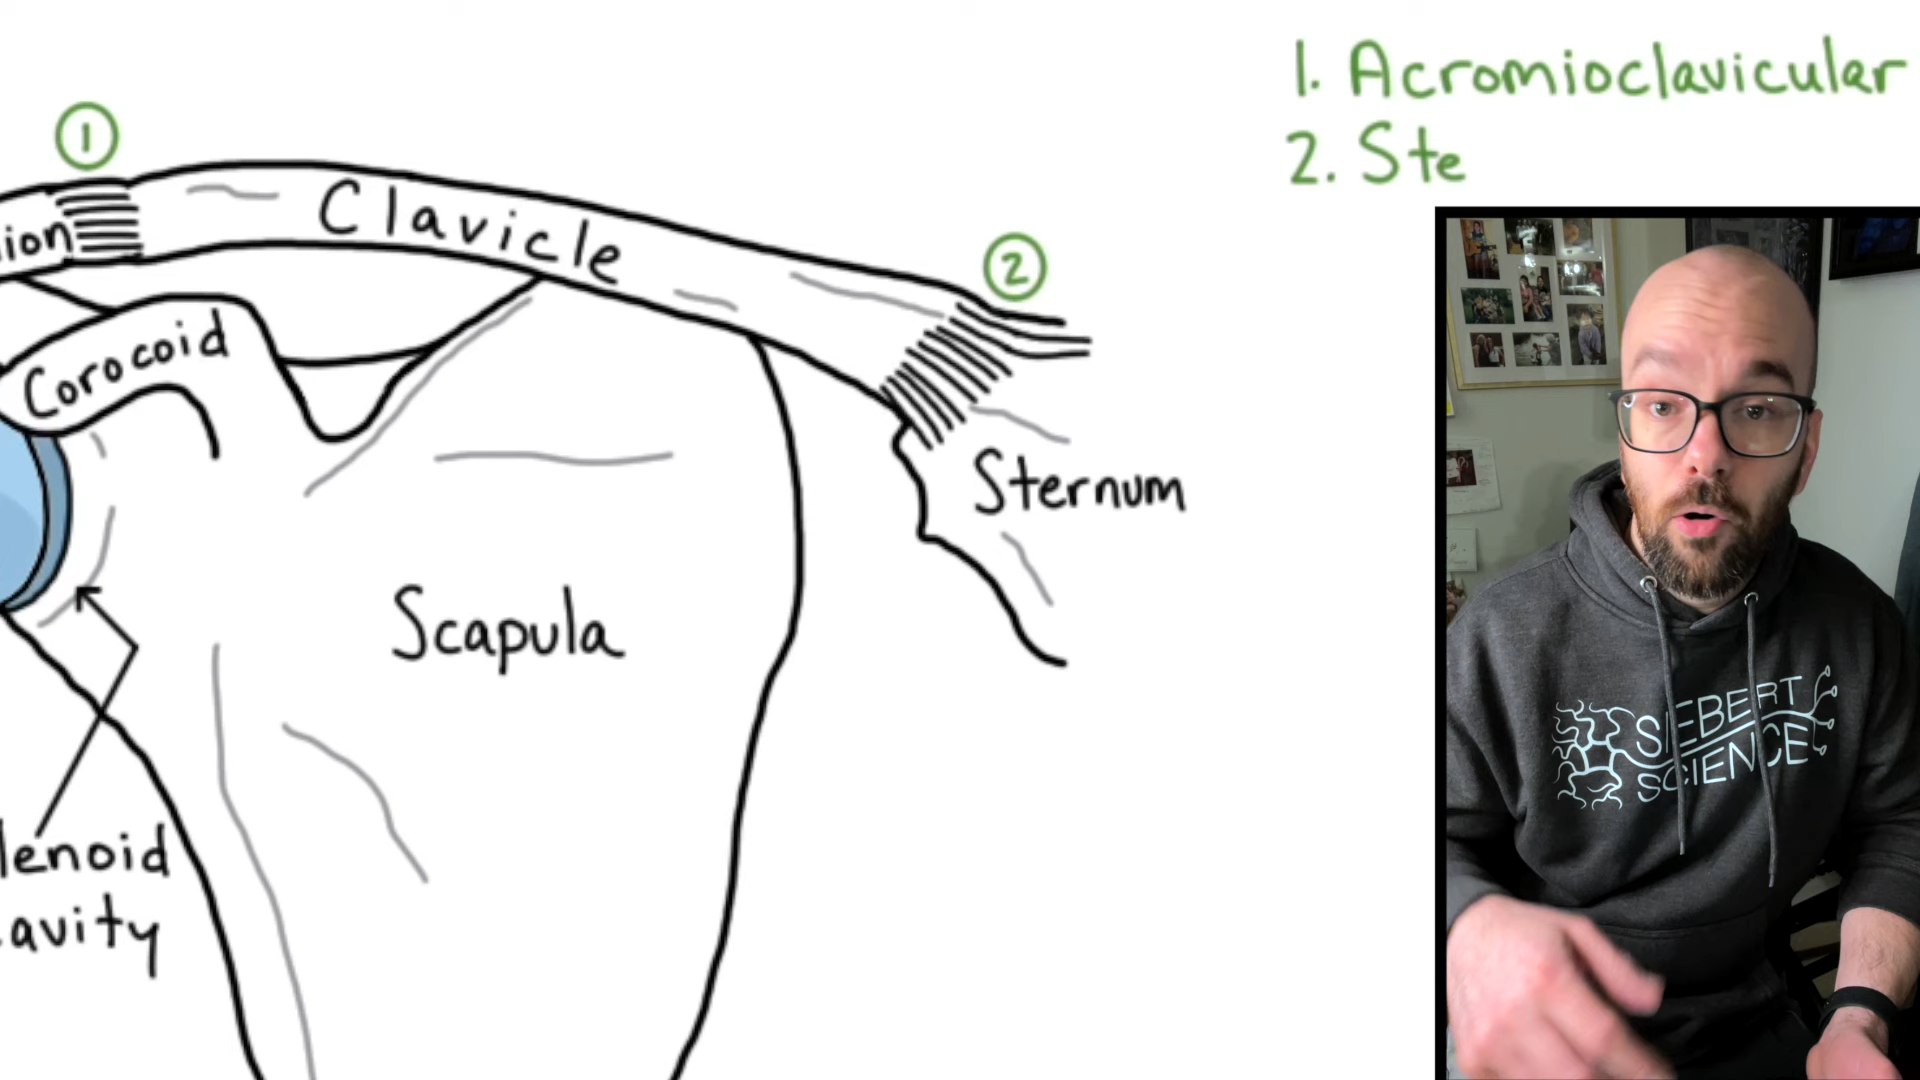 1. Acromioclavicular
2. Ste
1
Clavicle
2
ion
Corocoid
Sternum
Scapula
lenoid
avity
SIEBERT
SCIENCE